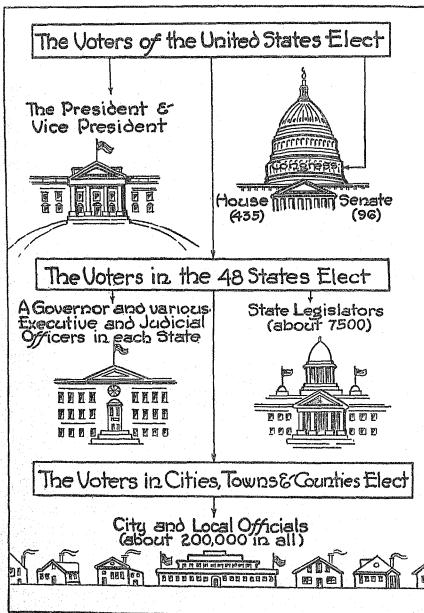 The Voters of the United States Elect
The President &
Vice President
Congress
House
(435)
Senate
(96)
The Voters in the 48 States Elect
A Governor and various
Executive and Judicial
Officers in each State
State Legislators
(about 7500)
The Voters in Cities, Towns & Counties Elect
City and Local Officials
(about 200,000 in all)